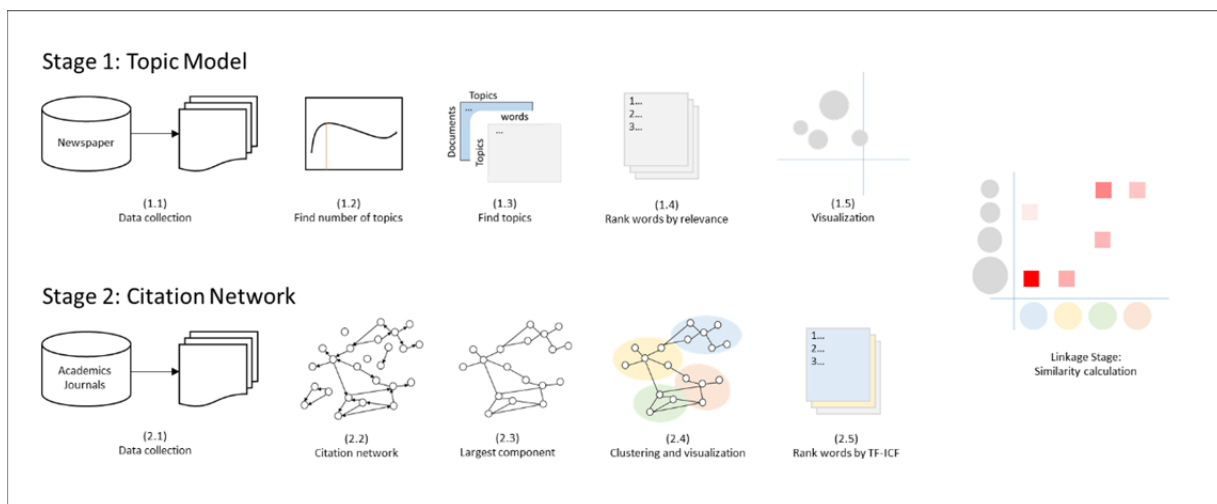 Stage 1: Topic Model
Newspaper
Topics
...
Documents
words
...
Topics
1...
2...
3...
(1.1)
Data collection
(1.2)
Find number of topics
(1.3)
Find topics
(1.4)
Rank words by relevance
(1.5)
Visualization
Stage 2: Citation Network
Academics
Journals
1...
2...
3...
(2.1)
Data collection
(2.2)
Citation network
(2.3)
Largest component
(2.4)
Clustering and visualization
(2.5)
Rank words by TF-ICF
Linkage Stage:
Similarity calculation